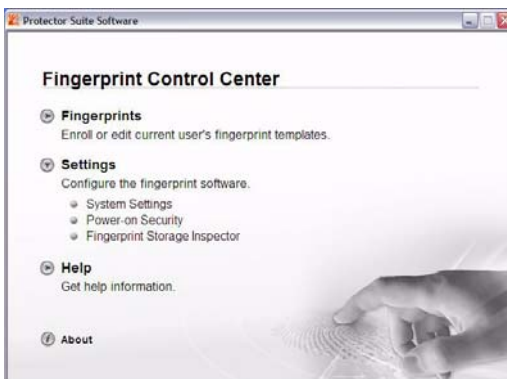 Protector Suite Software
Fingerprint Control Center
Fingerprints
Enroll or edit current user's fingerprint templates.
Settings
Configure the fingerprint software.
System Settings
Power-on Security
Fingerprint Storage Inspector
Help
Get help information.
About